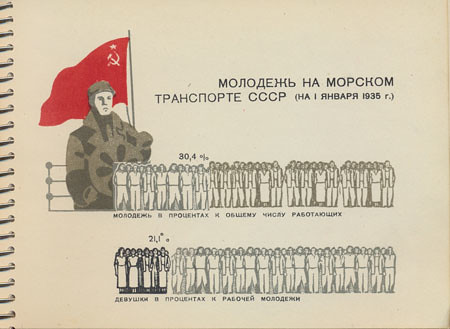 МОЛОДЕЖЬ НА МОРСКОМ
ТРАНСПОРТЕ СССР (НА 1 ЯНВАРЯ 1935 г.)
30,4 %
МОЛОДЕЖЬ В ПРОЦЕНТАХ К ОБЩЕМУ ЧИСЛУ РАБОТАЮЩИХ
21,1%
ДЕВУШКИ В ПРОЦЕНТАХ К РАБОЧЕЙ МОЛОДЕЖИ